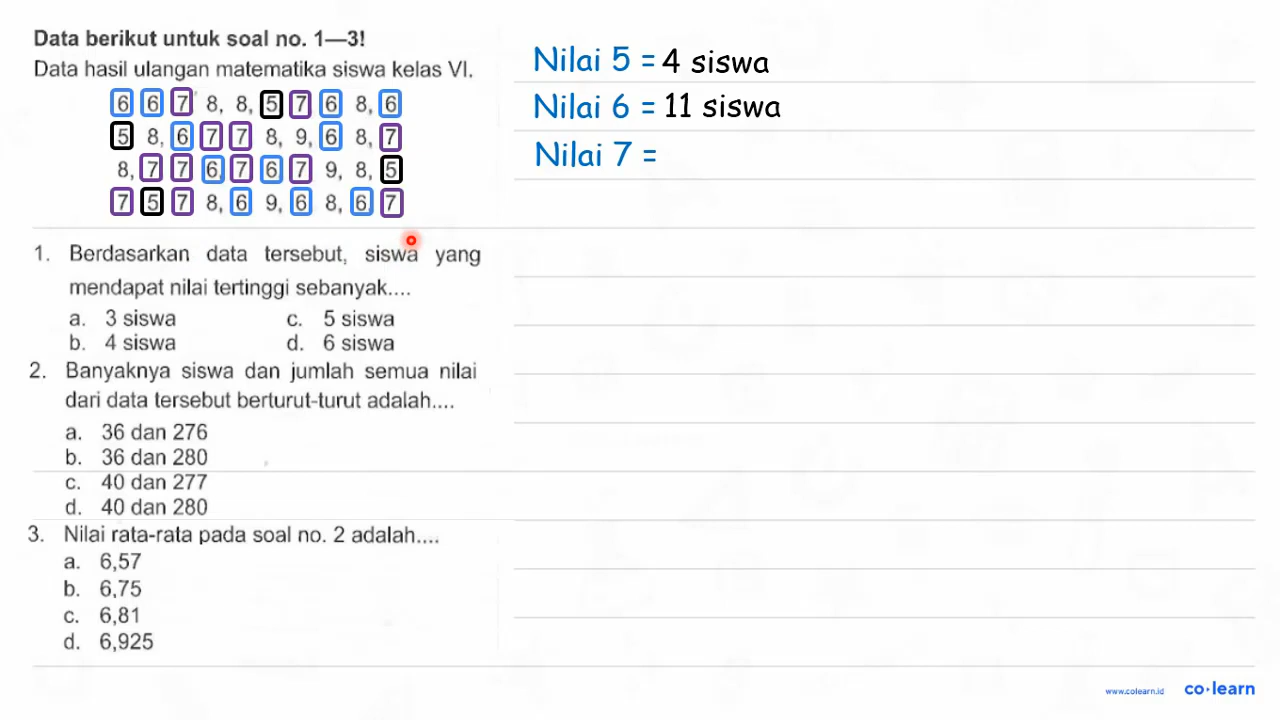 Data berikut untuk soal no. 1—3!
Data hasil ulangan matematika siswa kelas VI.
6 6 7 8, 8, 5 7 6 8, 6
5 8, 6 7 7 8, 9, 6 8, 7
8, 7 7 6, 7 6 7 9, 8, 5
7 5 7 8, 6 9, 6 8, 6, 7
1. Berdasarkan data tersebut, siswa yang
mendapat nilai tertinggi sebanyak....
a. 3 siswa c. 5 siswa
b. 4 siswa d. 6 siswa
2. Banyaknya siswa dan jumlah semua nilai
dari data tersebut berturut-turut adalah....
a. 36 dan 276
b. 36 dan 280
c. 40 dan 277
d. 40 dan 280
3. Nilai rata-rata pada soal no. 2 adalah....
a. 6,57
b. 6,75
c. 6,81
d. 6,925
Nilai 5 = 4 siswa
Nilai 6 = 11 siswa
Nilai 7 =
www.colearn.id co·learn